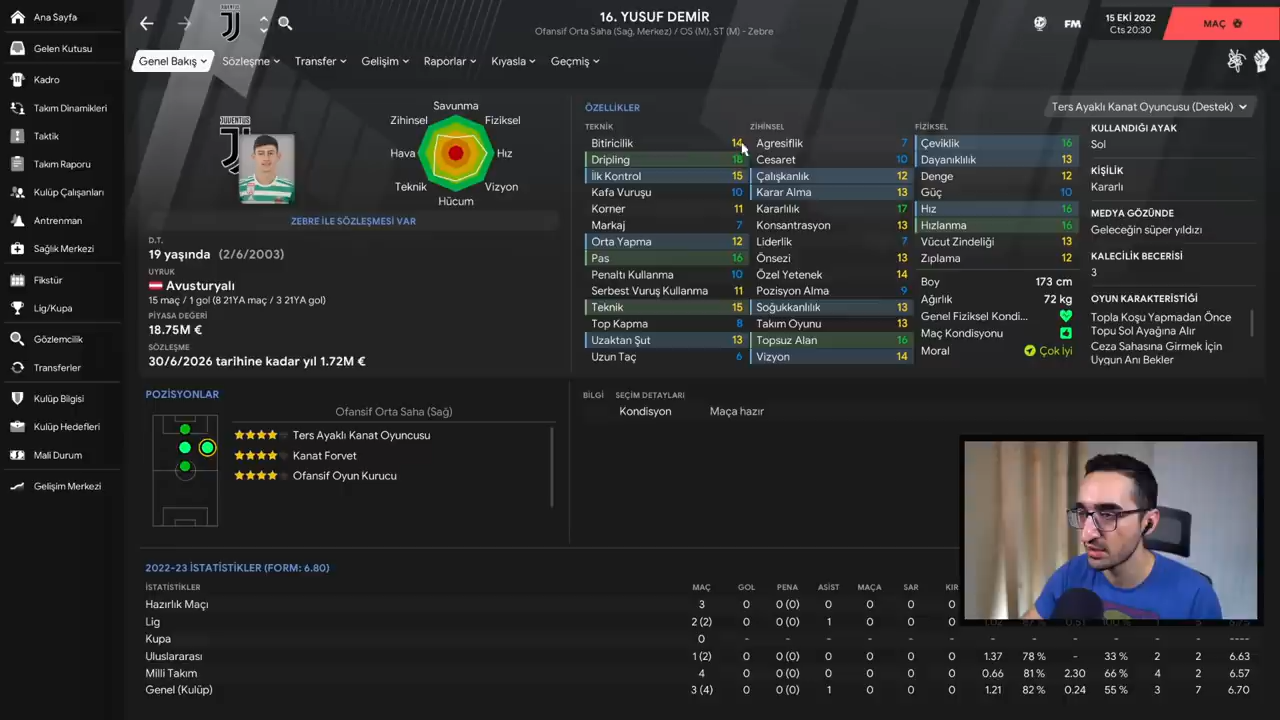 Ana Sayfa
Gelen Kutusu
Kadro
Takım Dinamikleri
Taktik
Takım Raporu
Kulüp Çalışanları
Antrenman
Sağlık Merkezi
Fikstür
Lig/Kupa
Gözlemcilik
Transferler
Kulüp Bilgisi
Kulüp Hedefleri
Mali Durum
Gelişim Merkezi
JUVENTUS
16. YUSUF DEMİR
Ofansif Orta Saha (Sağ, Merkez) / OS (M), ST (M) - Zebre
FM
15 EKİ 2022
Cts 20:30
MAÇ
Genel Bakış
Sözleşme
Transfer
Gelişim
Raporlar
Kıyasla
Geçmiş
JUVENTUS
Savunma
Zihinsel
Fiziksel
Hava
Hız
Teknik
Vizyon
Hücum
ZEBRE İLE SÖZLEŞMESİ VAR
D.T.
19 yaşında (2/6/2003)
UYRUK
Avusturyalı
15 maç / 1 gol (8 21YA maç / 3 21YA gol)
PİYASA DEĞERİ
18.75M €
SÖZLEŞME
30/6/2026 tarihine kadar yıl 1.72M €
ÖZELLİKLER
Ters Ayaklı Kanat Oyuncusu (Destek)
TEKNİK
Bitiricilik 14
Dripling 18
İlk Kontrol 15
Kafa Vuruşu 10
Korner 11
Markaj 7
Orta Yapma 12
Pas 16
Penaltı Kullanma 10
Serbest Vuruş Kullanma 11
Teknik 15
Top Kapma 8
Uzaktan Şut 13
Uzun Taç 6
ZİHİNSEL
Agresiflik 7
Cesaret 10
Çalışkanlık 12
Karar Alma 13
Kararlılık 17
Konsantrasyon 13
Liderlik 7
Önsezi 13
Özel Yetenek 14
Pozisyon Alma 9
Soğukkanlılık 13
Takım Oyunu 13
Topsuz Alan 16
Vizyon 14
FİZİKSEL
Çeviklik 16
Dayanıklılık 13
Denge 12
Güç 10
Hız 16
Hızlanma 16
Vücut Zindeliği 13
Zıplama 12
Boy 173 cm
Ağırlık 72 kg
Genel Fiziksel Kondi...
Maç Kondisyonu
Moral Çok İyi
KULLANDIĞI AYAK
Sol
KİŞİLİK
Kararlı
MEDYA GÖZÜNDE
Geleceğin süper yıldızı
KALECİLİK BECERİSİ
3
OYUN KARAKTERİSTİĞİ
Topla Koşu Yapmadan Önce
Topu Sol Ayağına Alır
Ceza Sahasına Girmek İçin
Uygun Anı Bekler
POZİSYONLAR
Ofansif Orta Saha (Sağ)
Ters Ayaklı Kanat Oyuncusu
Kanat Forvet
Ofansif Oyun Kurucu
BİLGİ SEÇİM DETAYLARI
Kondisyon Maça hazır
2022-23 İSTATİSTİKLER (FORM: 6.80)
İSTATİSTİKLER MAÇ GOL PENA ASİST MAÇA SAR KIR
Hazırlık Maçı 3 0 0 (0) 0 0 0 0
Lig 2 (2) 0 0 (0) 1 0 0 0
Kupa 0 - - - - - - - - - - - - ----
Uluslararası 1 (2) 0 0 (0) 0 0 0 0 1.37 78 % - 33 % 2 2 6.63
Milli Takım 4 0 0 (0) 0 0 0 0 0.66 81 % 2.30 66 % 4 2 6.57
Genel (Kulüp) 3 (4) 0 0 (0) 1 0 0 0 1.21 82 % 0.24 55 % 3 7 6.70